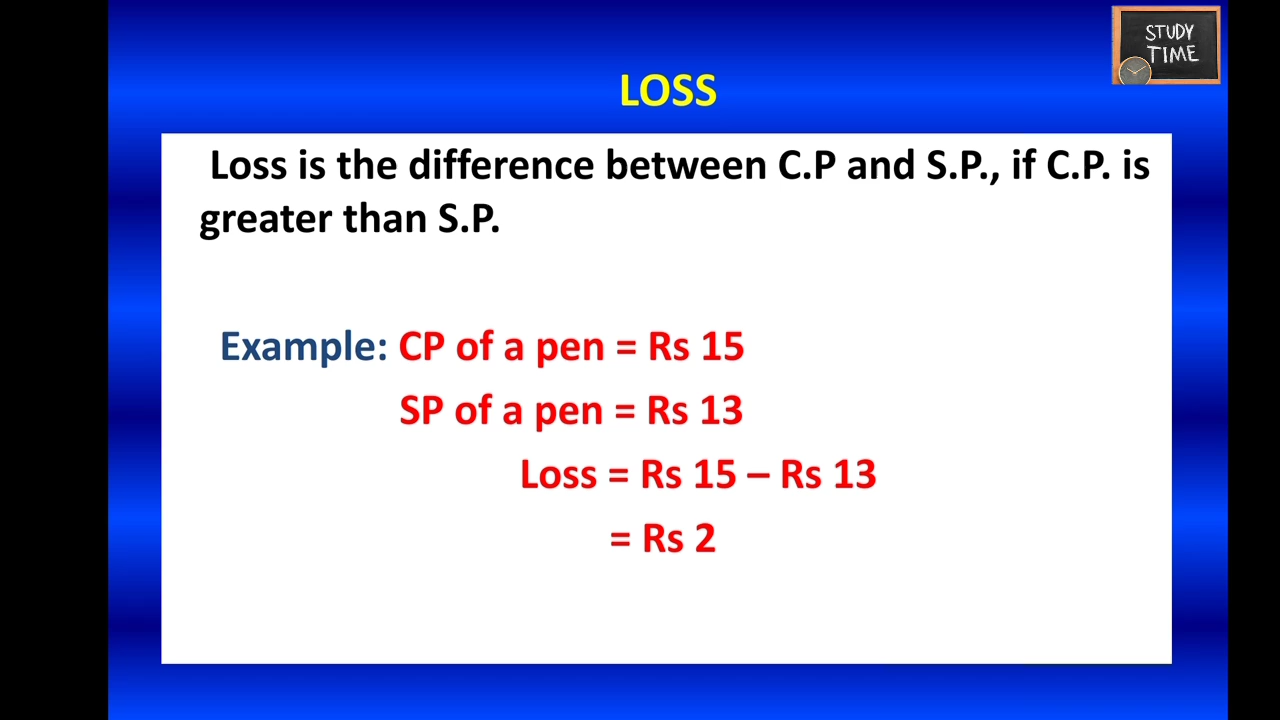 STUDY
TIME
LOSS
Loss is the difference between C.P and S.P., if C.P. is
greater than S.P.
Example: CP of a pen = Rs 15
SP of a pen = Rs 13
Loss = Rs 15 – Rs 13
= Rs 2